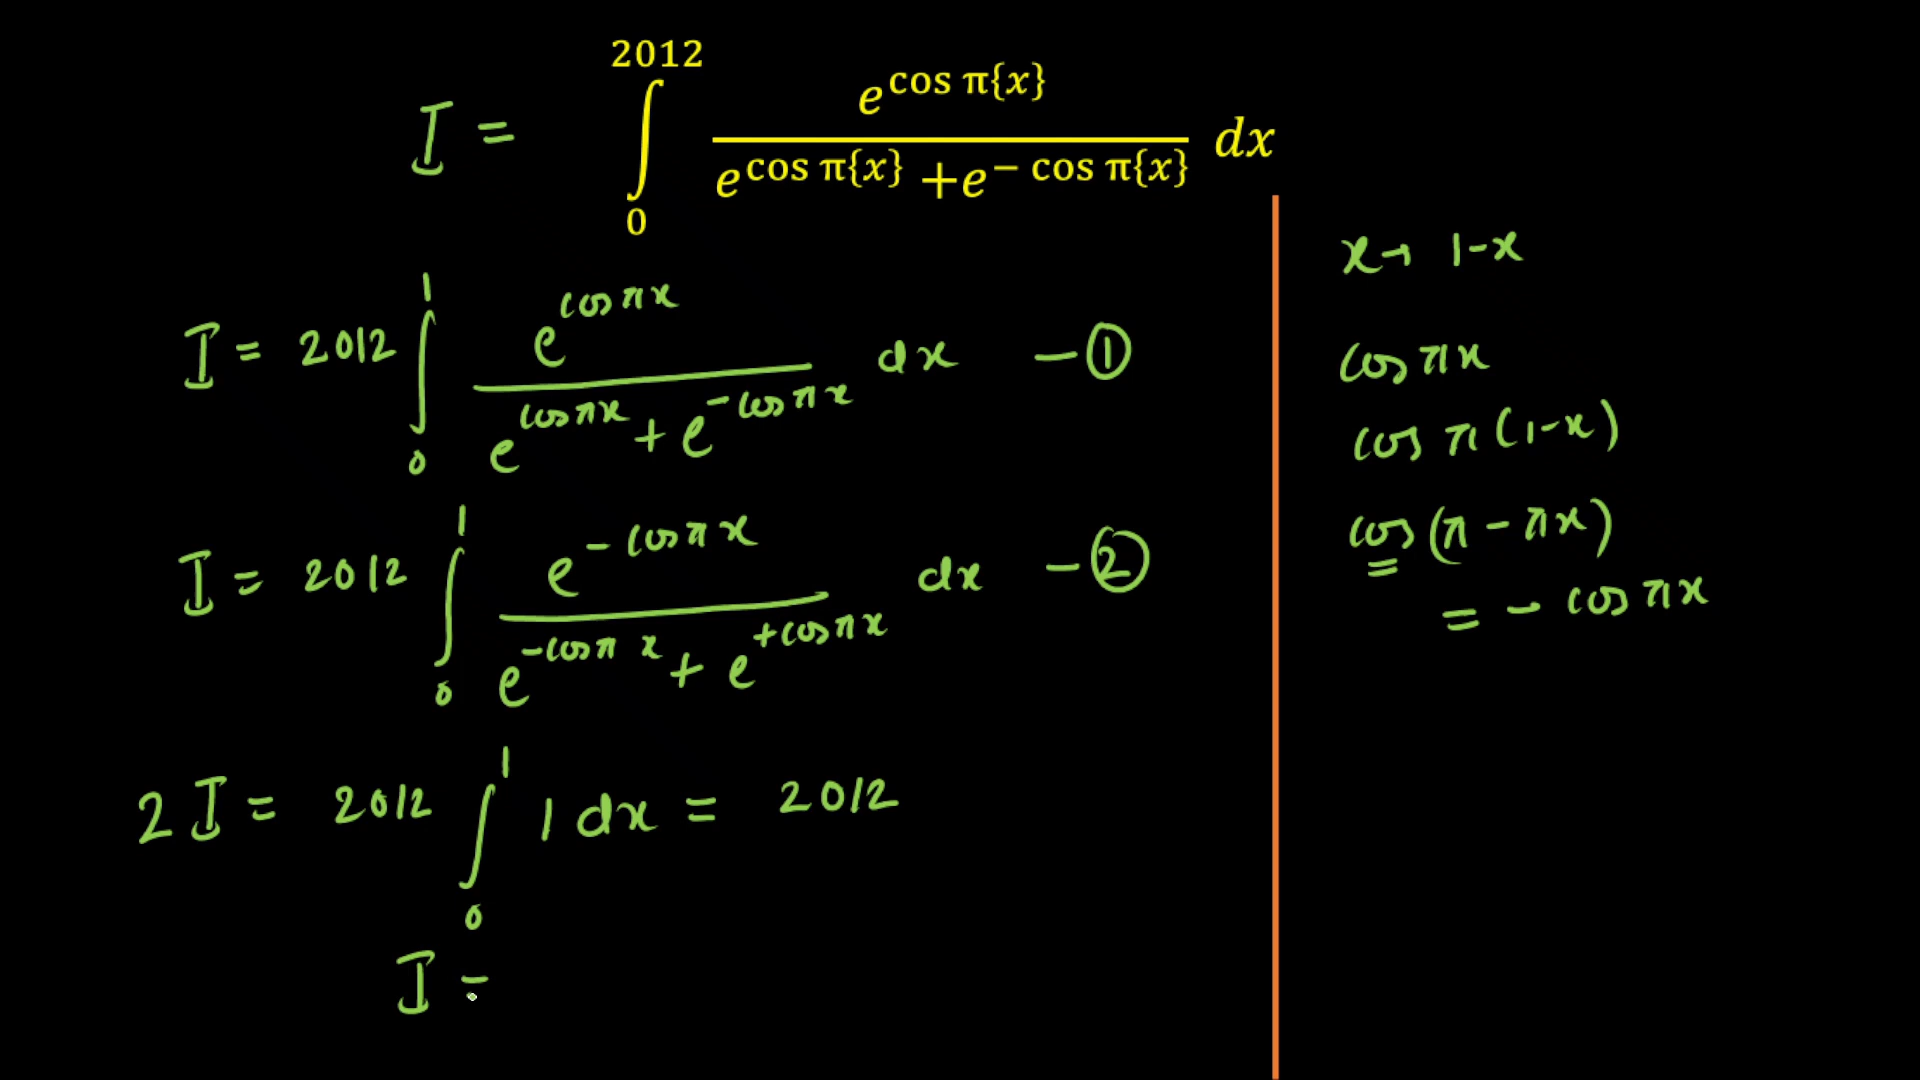 I = ∫₀²⁰¹² e^(cos π{x}) / (e^(cos π{x}) + e^(− cos π{x})) dx
I = 2012 ∫₀¹ e^(cos πx) / (e^(cos πx) + e^(−cos πx)) dx — ①
I = 2012 ∫₀¹ e^(−cos πx) / (e^(−cos πx) + e^(+cos πx)) dx — ②
2I = 2012 ∫₀¹ 1 dx = 2012
I =
x → 1-x
cos πx
cos π(1-x)
cos(π - πx)
= - cos πx